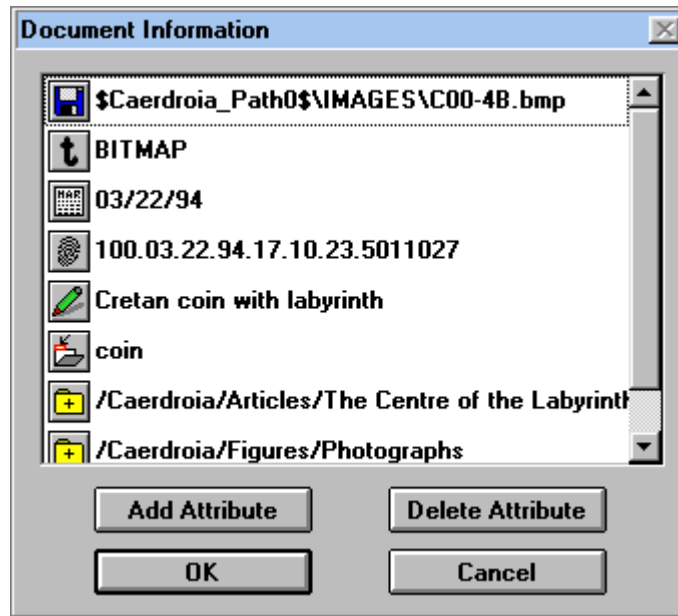 Document Information
$Caerdroia_Path0$\IMAGES\C00-4B.bmp
t BITMAP
MAR 03/22/94
100.03.22.94.17.10.23.5011027
Cretan coin with labyrinth
coin
/Caerdroia/Articles/The Centre of the Labyrinth
/Caerdroia/Figures/Photographs
Add Attribute Delete Attribute
OK Cancel